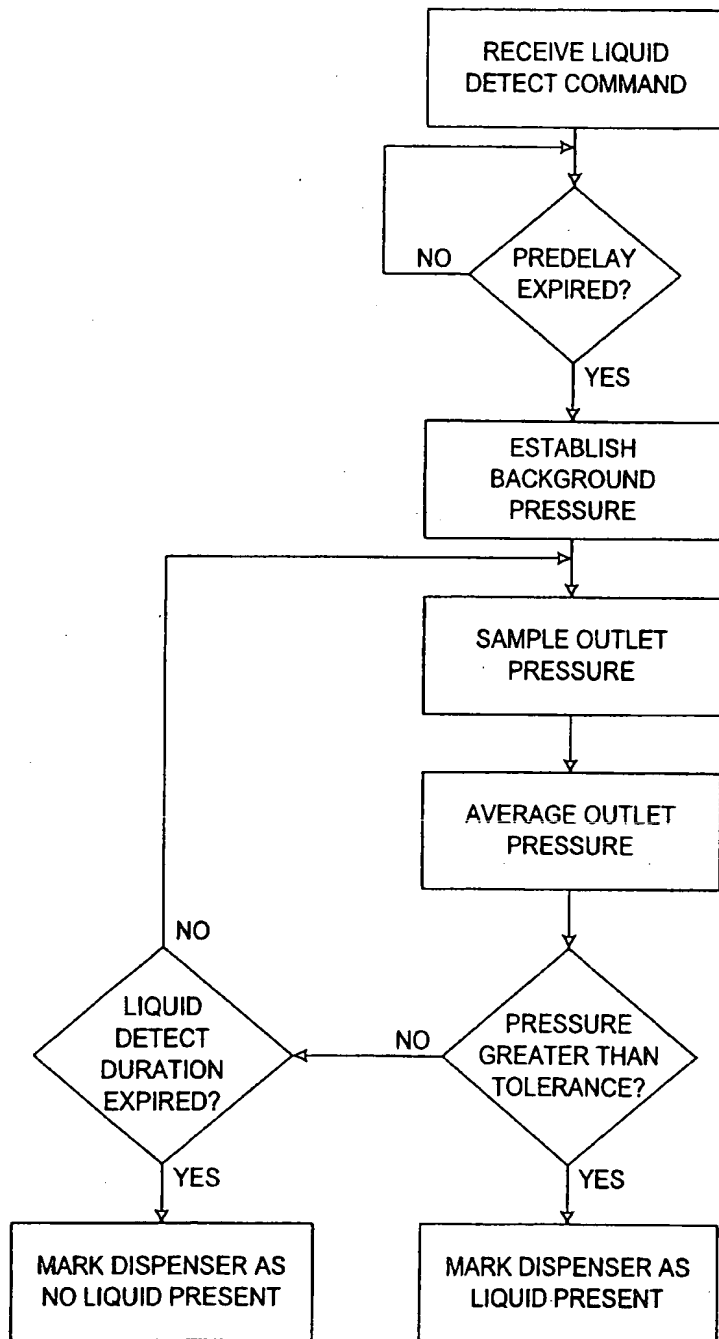 RECEIVE LIQUID
DETECT COMMAND
NO
PREDELAY
EXPIRED?
YES
ESTABLISH
BACKGROUND
PRESSURE
SAMPLE OUTLET
PRESSURE
AVERAGE OUTLET
PRESSURE
NO
LIQUID
DETECT
DURATION
EXPIRED?
NO
PRESSURE
GREATER THAN
TOLERANCE?
YES
YES
MARK DISPENSER AS
NO LIQUID PRESENT
MARK DISPENSER AS
LIQUID PRESENT